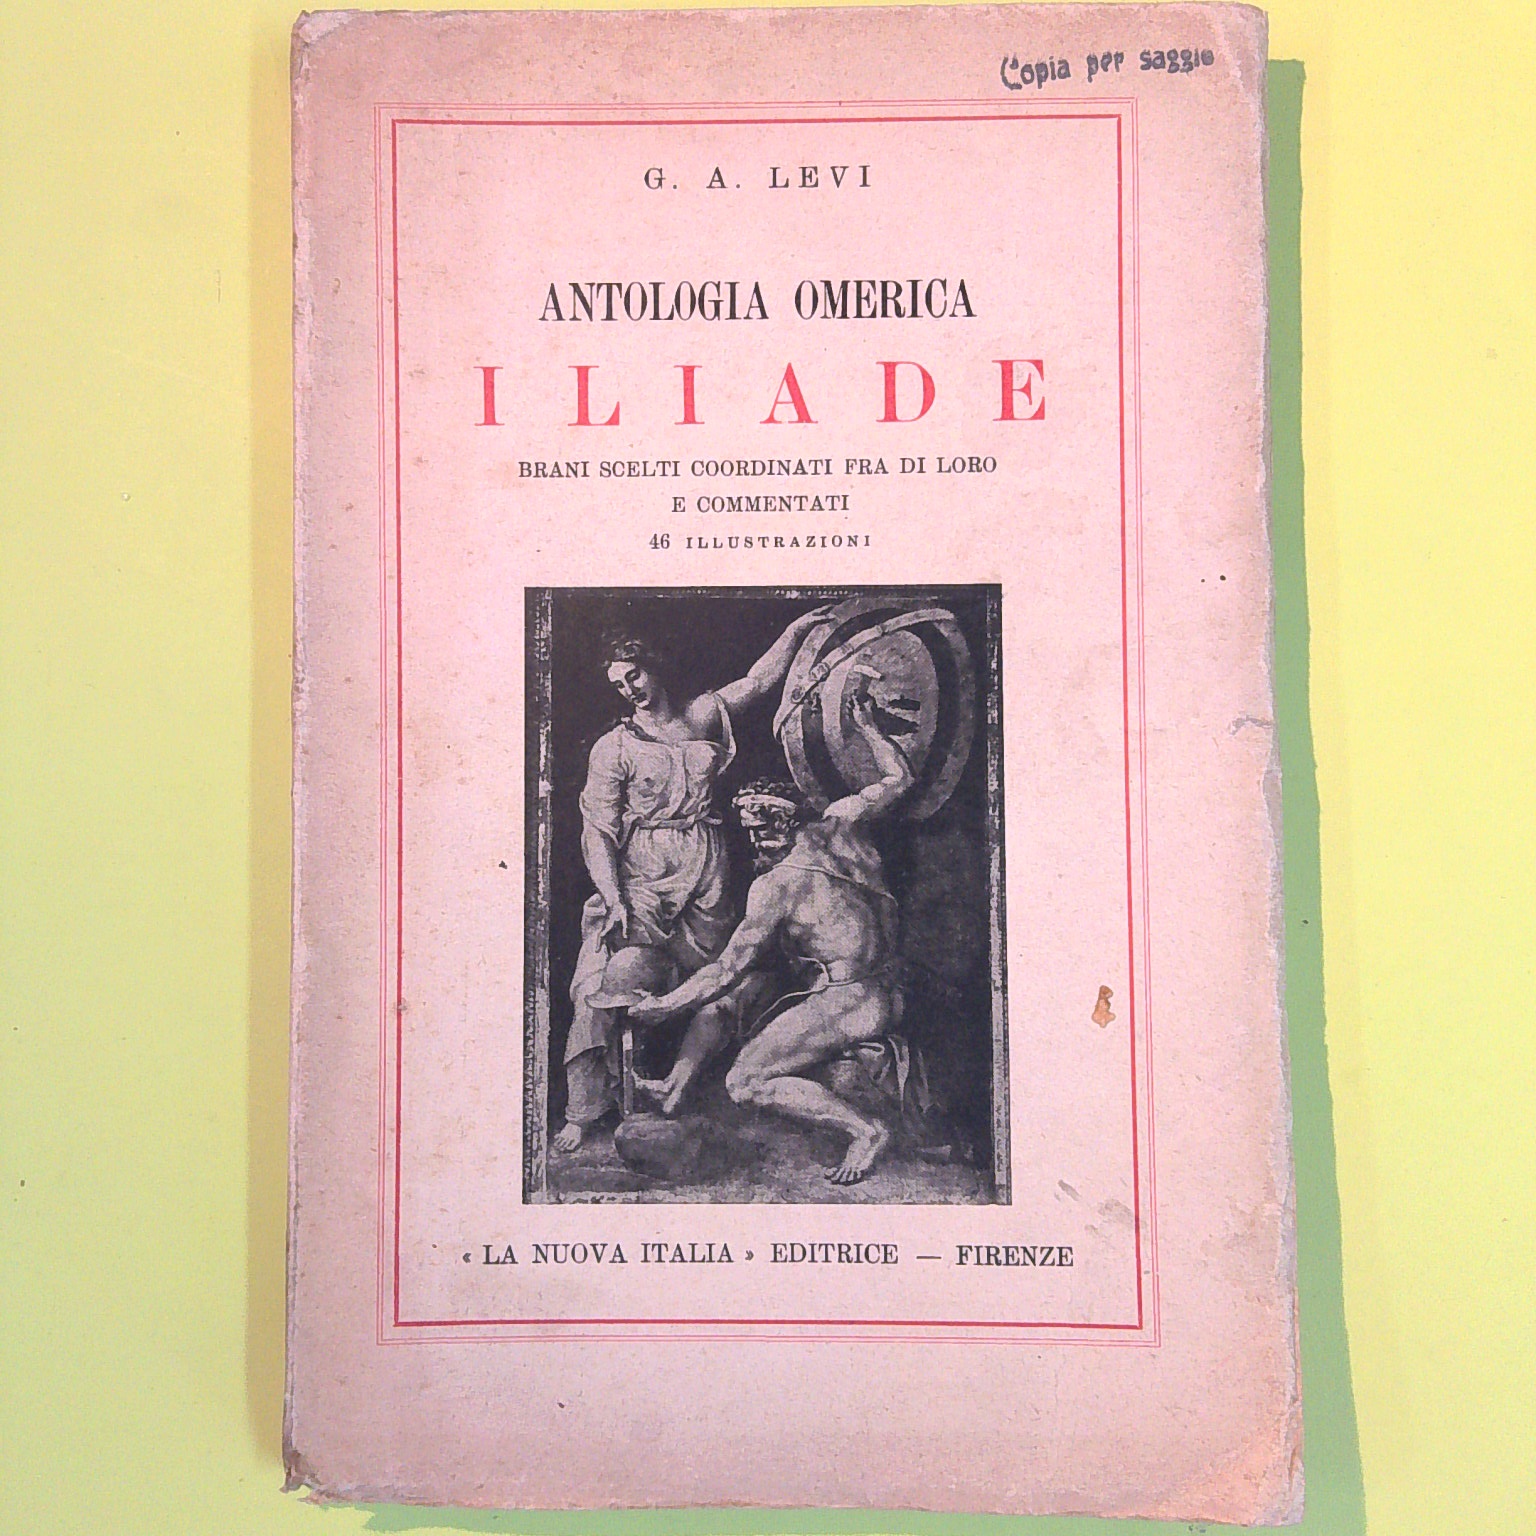 Copia per saggio
G. A. LEVI
ANTOLOGIA OMERICA
ILIADE
BRANI SCELTI COORDINATI FRA DI LORO
E COMMENTATI
46 ILLUSTRAZIONI
« LA NUOVA ITALIA » EDITRICE — FIRENZE